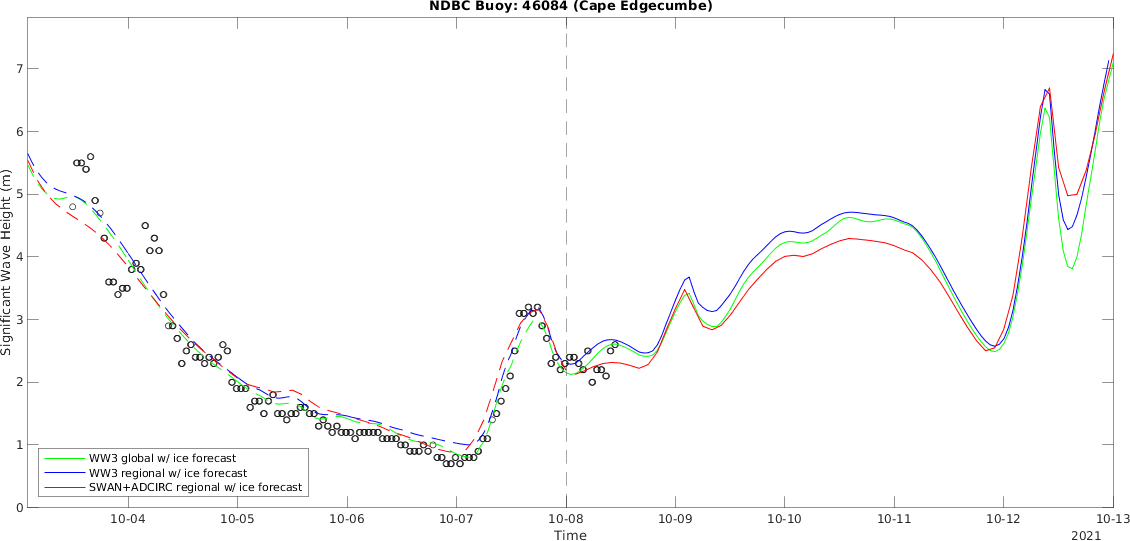 NDBC Buoy: 46084 (Cape Edgecumbe)
Significant Wave Height (m)
7
6
5
4
3
2
1
0
WW3 global w/ ice forecast
WW3 regional w/ ice forecast
SWAN+ADCIRC regional w/ ice forecast
10-04 10-05 10-06 10-07 10-08 10-09 10-10 10-11 10-12 10-13
Time
2021